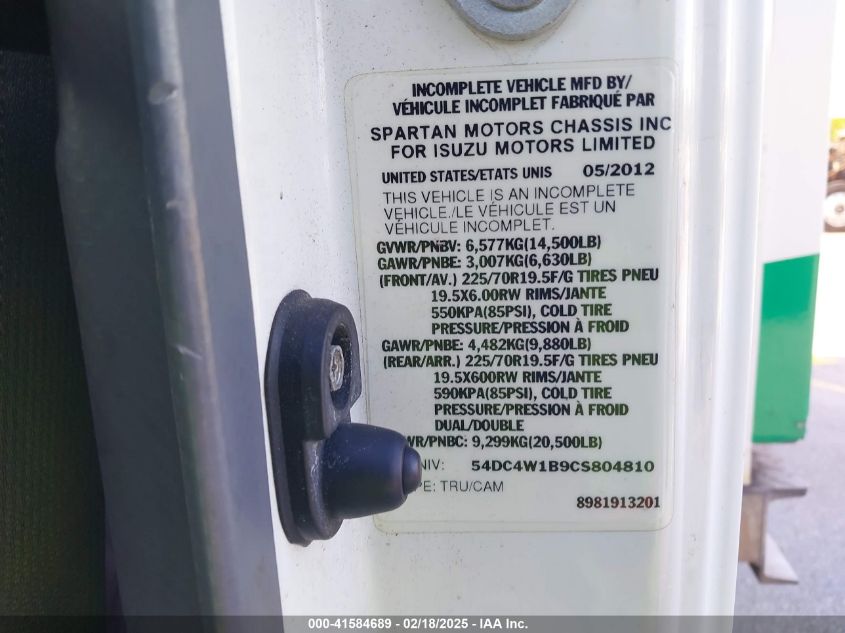 INCOMPLETE VEHICLE MFD BY/
VÉHICULE INCOMPLET FABRIQUÉ PAR
SPARTAN MOTORS CHASSIS INC
FOR ISUZU MOTORS LIMITED
UNITED STATES/ETATS UNIS 05/2012
THIS VEHICLE IS AN INCOMPLETE
VEHICLE./LE VÉHICULE EST UN
VÉHICULE INCOMPLET.
GVWR/PNBV: 6,577KG(14,500LB)
GAWR/PNBE: 3,007KG(6,630LB)
(FRONT/AV.) 225/70R19.5F/G TIRES PNEU
19.5X6.00RW RIMS/JANTE
550KPA(85PSI), COLD TIRE
PRESSURE/PRESSION À FROID
GAWR/PNBE: 4,482KG(9,880LB)
(REAR/ARR.) 225/70R19.5F/G TIRES PNEU
19.5X600RW RIMS/JANTE
590KPA(85PSI), COLD TIRE
PRESSURE/PRESSION À FROID
DUAL/DOUBLE
WR/PNBC: 9,299KG(20,500LB)
NIV: 54DC4W1B9CS804810
PE: TRU/CAM
8981913201
000-41584689 - 02/18/2025 - IAA Inc.